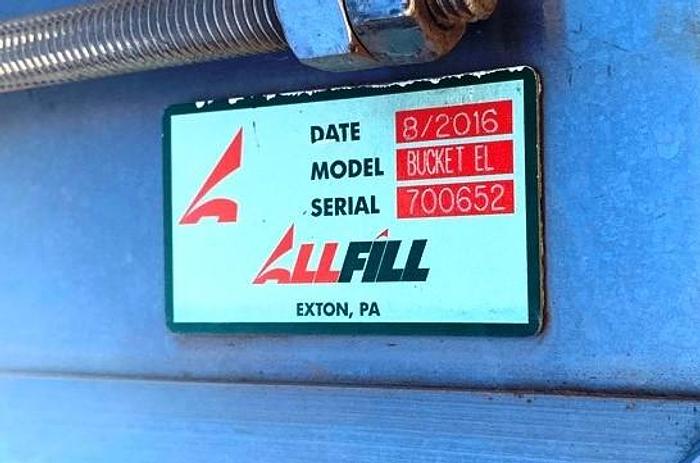 DATE 8/2016
MODEL BUCKET EL
SERIAL 700652
ALLFILL
EXTON, PA